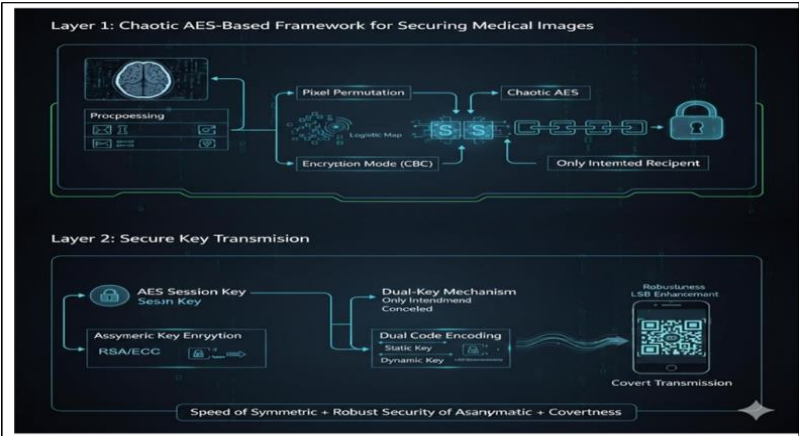 Layer 1: Chaotic AES-Based Framework for Securing Medical Images
Pixel Permutation
Chaotic AES
Procpoessing
Logistic Map
S S
Encryption Mode (CBC)
Only Intemted Recipent
Layer 2: Secure Key Transmision
AES Session Key
Sesın Key
Dual-Key Mechanism
Only Intendmend
Conceled
Robustuness
LSB Enhancement
Assymeric Key Enryytion
RSA/ECC
Dual Code Encoding
Static Key
Dynamic Key
Covert Transmission
Speed of Symmetric + Robust Security of Asanymatic + Covertness